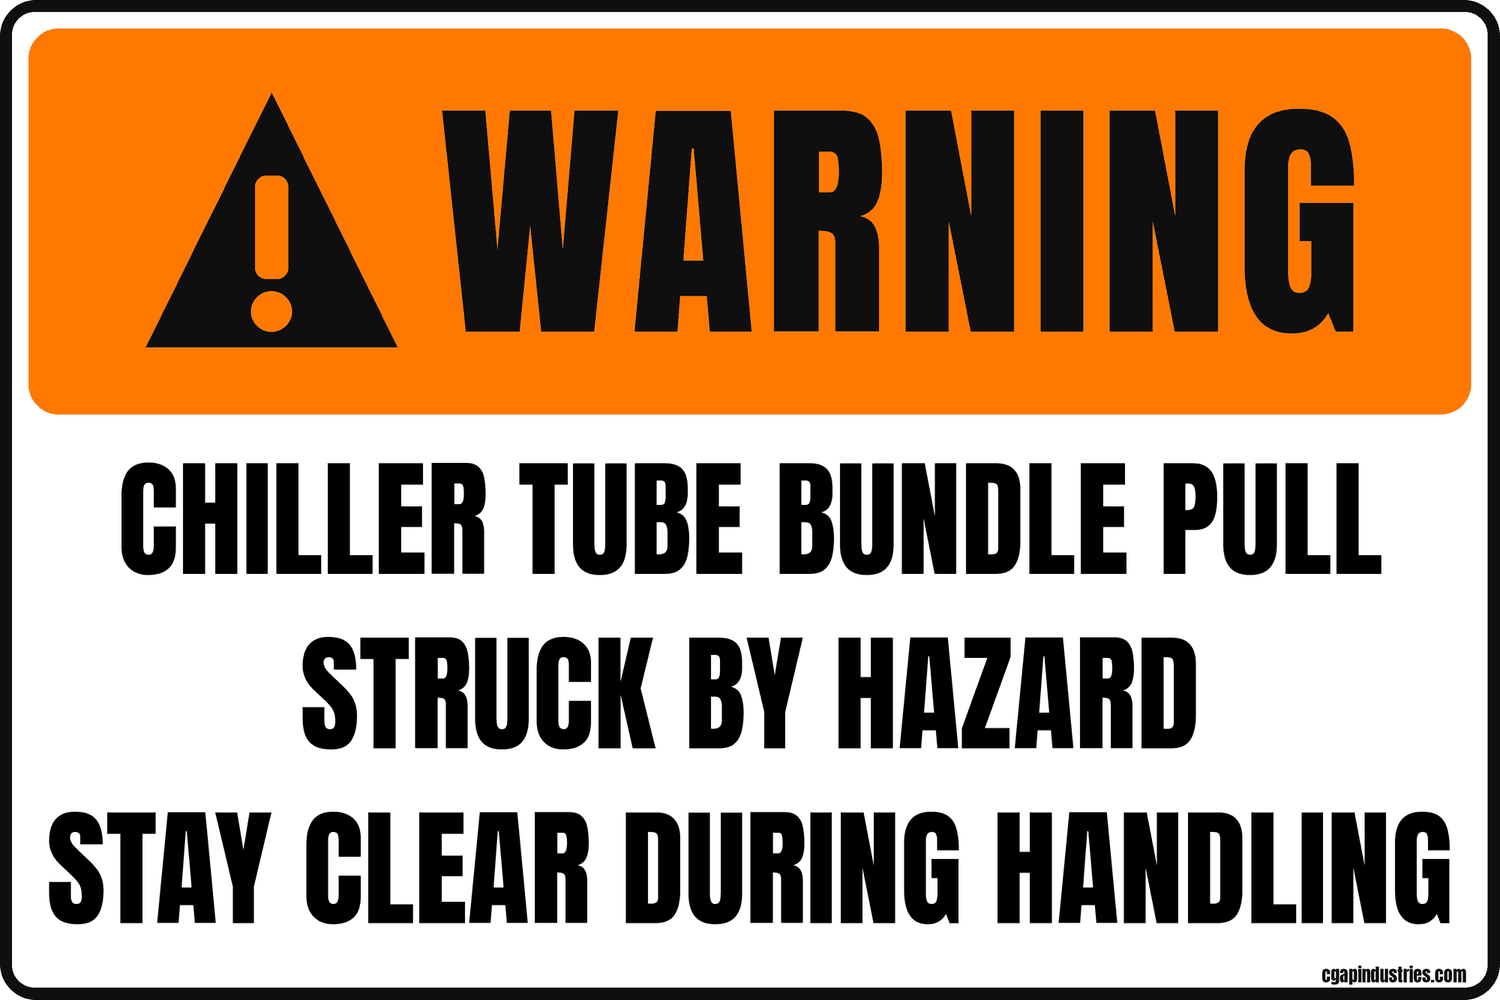 WARNING
CHILLER TUBE BUNDLE PULL
STRUCK BY HAZARD
STAY CLEAR DURING HANDLING
cgapindustries.com